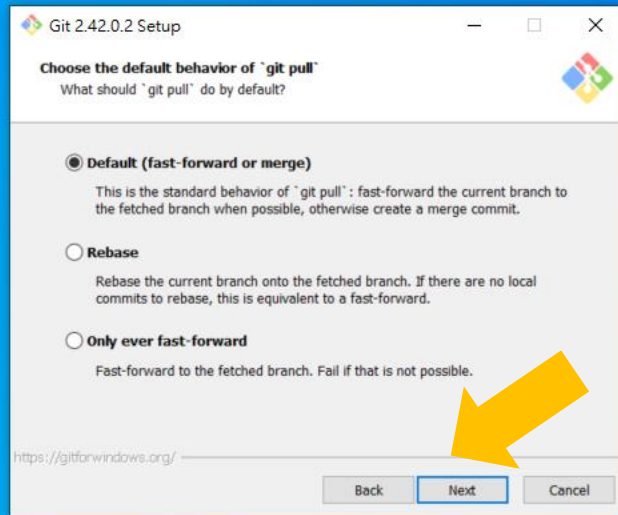 Git 2.42.0.2 Setup
Choose the default behavior of `git pull`
What should `git pull` do by default?
Default (fast-forward or merge)
This is the standard behavior of `git pull`: fast-forward the current branch to
the fetched branch when possible, otherwise create a merge commit.
Rebase
Rebase the current branch onto the fetched branch. If there are no local
commits to rebase, this is equivalent to a fast-forward.
Only ever fast-forward
Fast-forward to the fetched branch. Fail if that is not possible.
https://gitforwindows.org/
Back Next Cancel